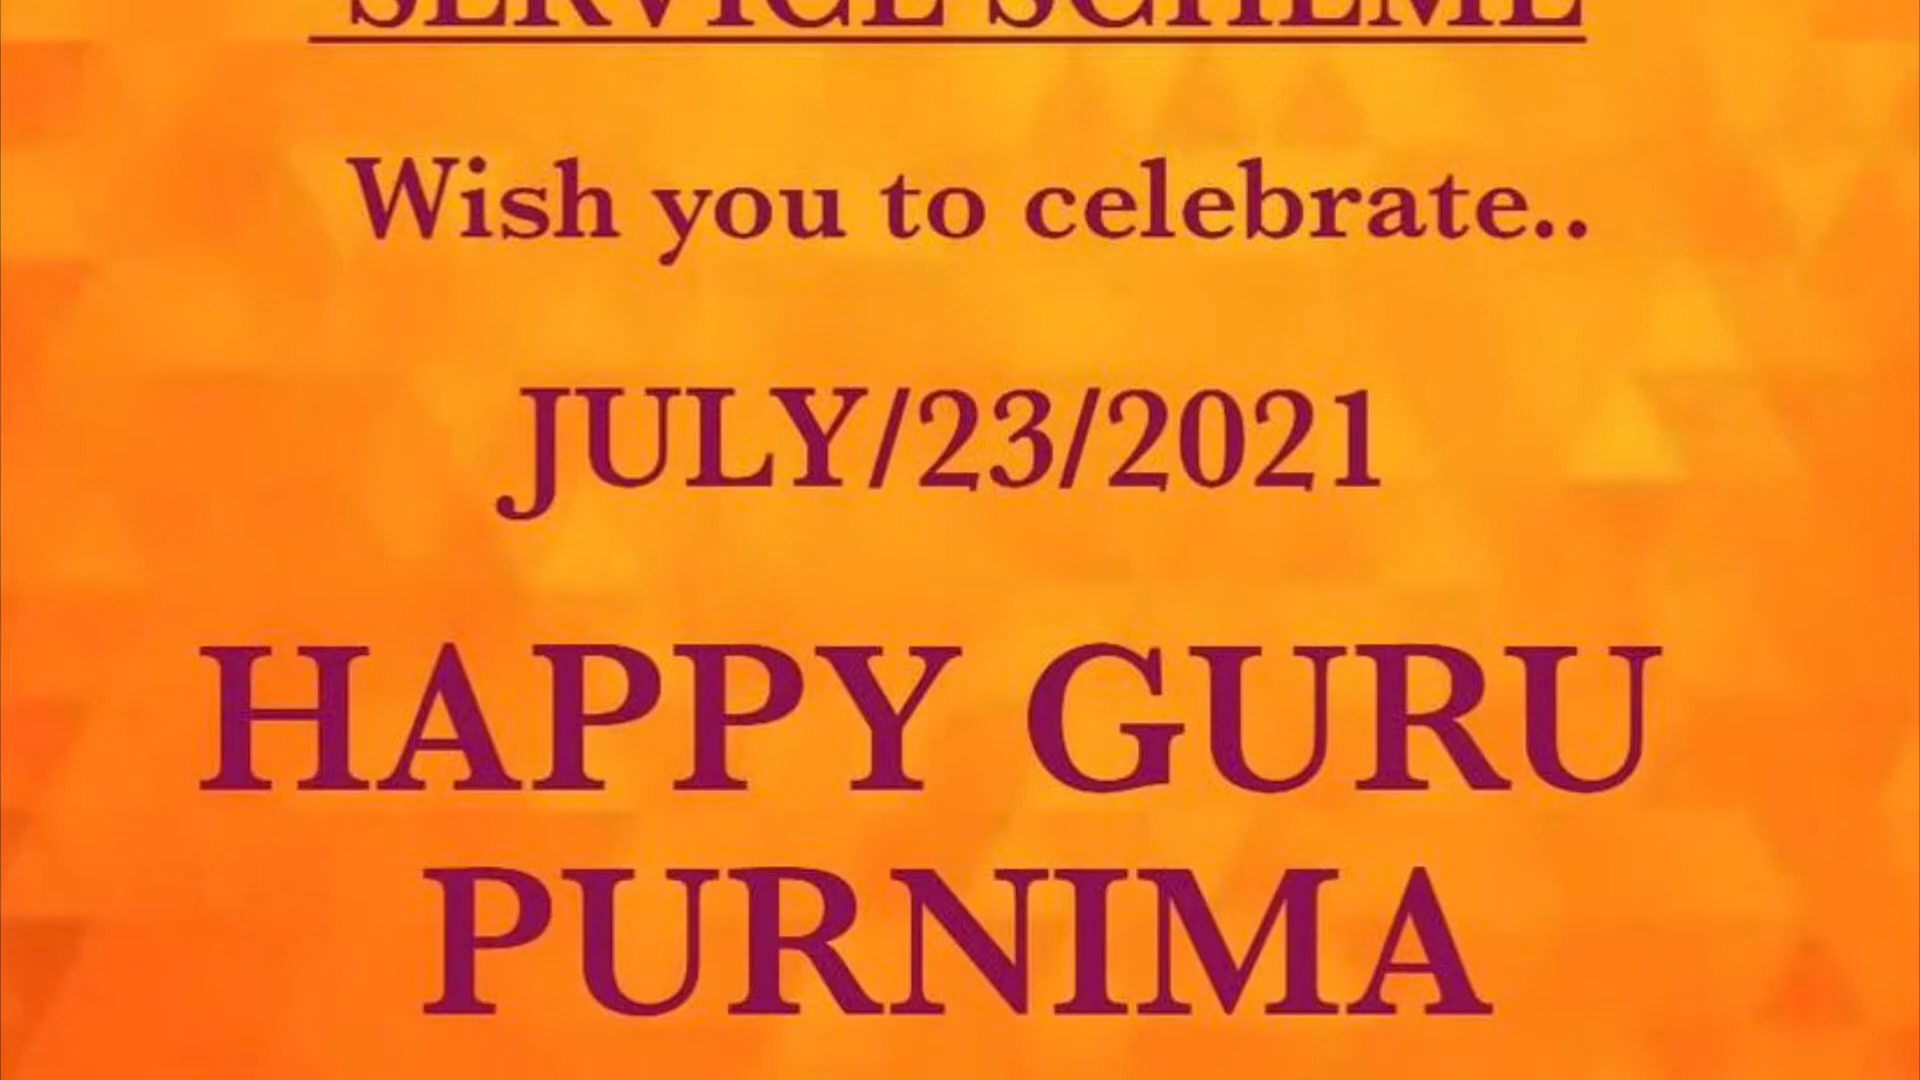 SERVICE SCHEME
Wish you to celebrate..
JULY/23/2021
HAPPY GURU
PURNIMA